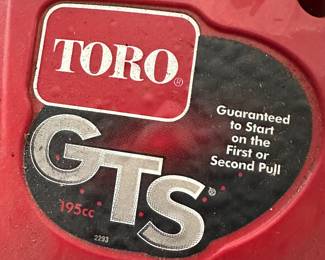 TORO®
Guaranteed
to Start
on the
First or
Second Pull
GTS®
195cc
2293